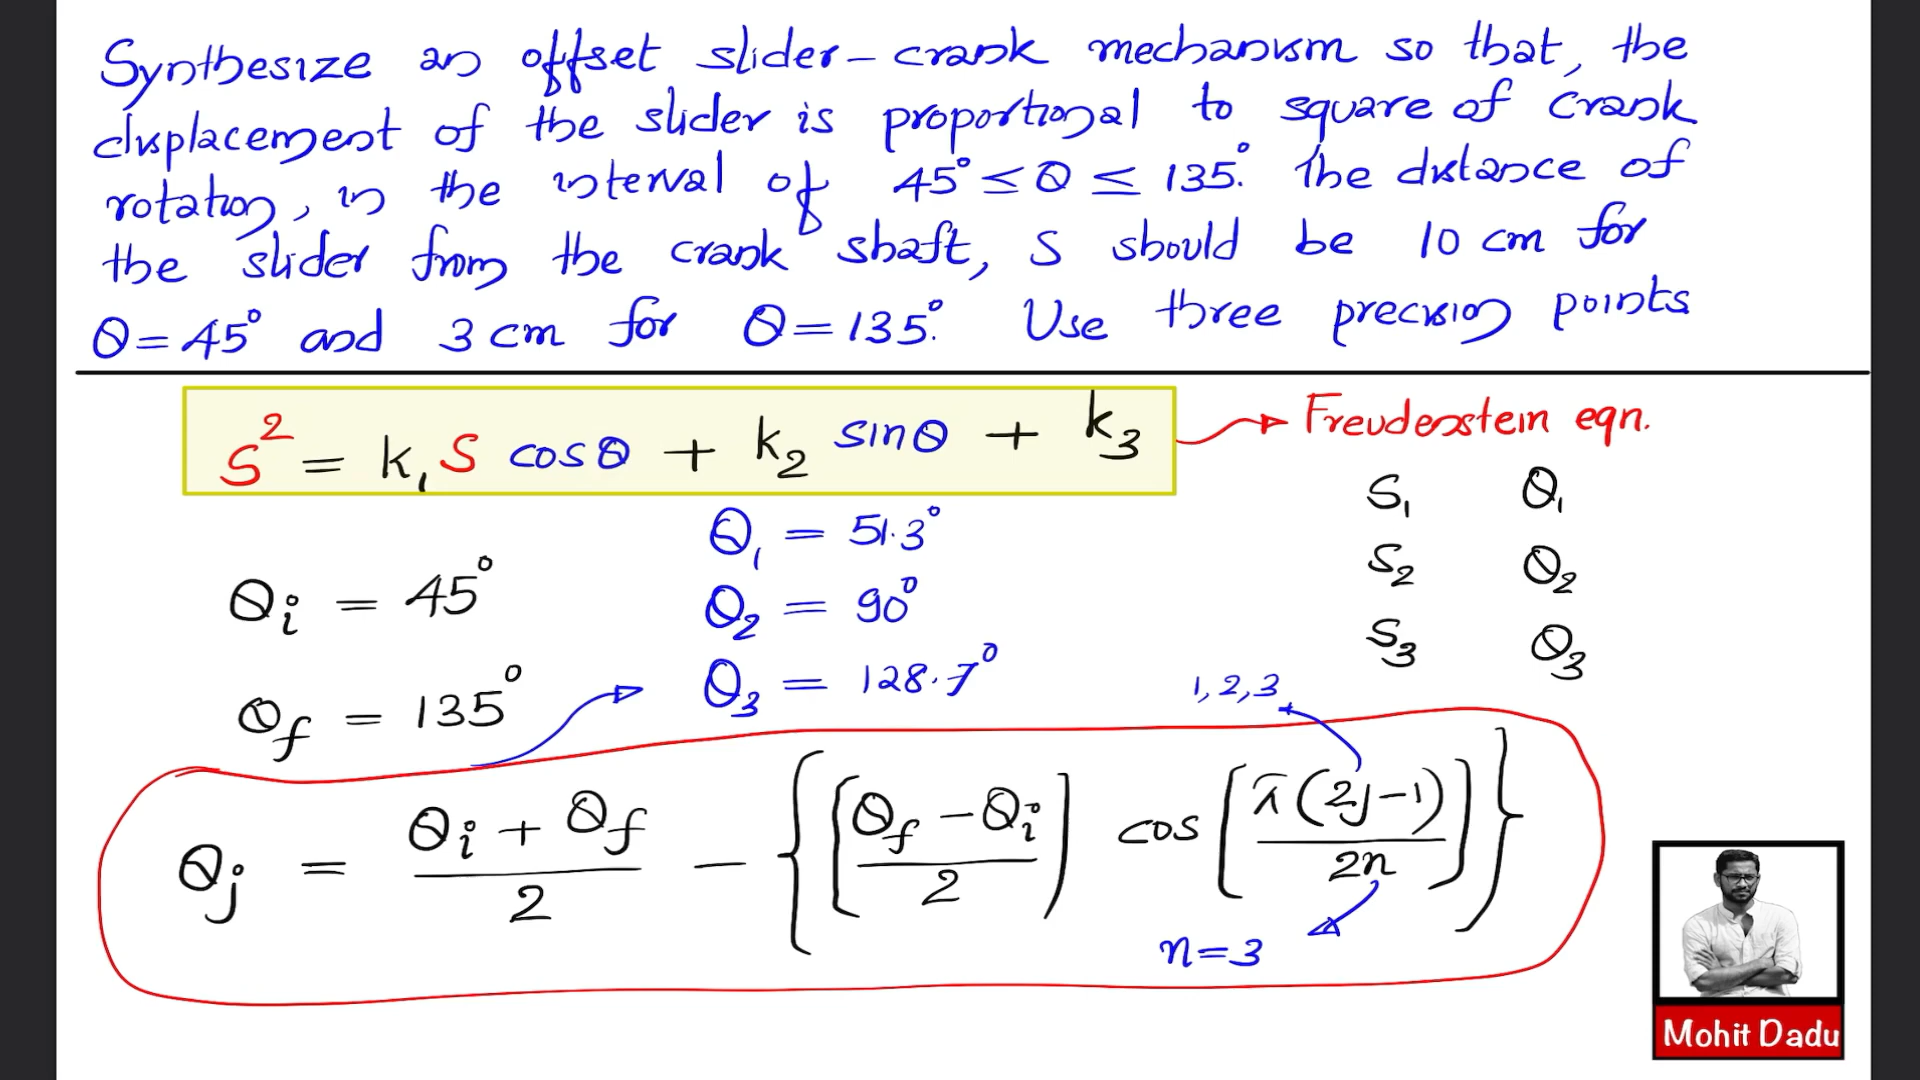 Synthesize an offset slider-crank mechanism so that, the
displacement of the slider is proportional to square of crank
rotation, in the interval of 45° ≤ θ ≤ 135°. The distance of
the slider from the crank shaft, S should be 10 cm for
θ = 45° and 3 cm for θ = 135°. Use three precision points
S² = k₁ S cosθ + k₂ sinθ + k₃
Freudenstein eqn.
S₁ θ₁
S₂ θ₂
S₃ θ₃
θi = 45°
θf = 135°
θ₁ = 51.3°
θ₂ = 90°
θ₃ = 128.7°
1, 2, 3
θj = (θi + θf)/2 - { [(θf - θi)/2] cos [π(2j-1)/2n] }
n = 3
Mohit Dadu